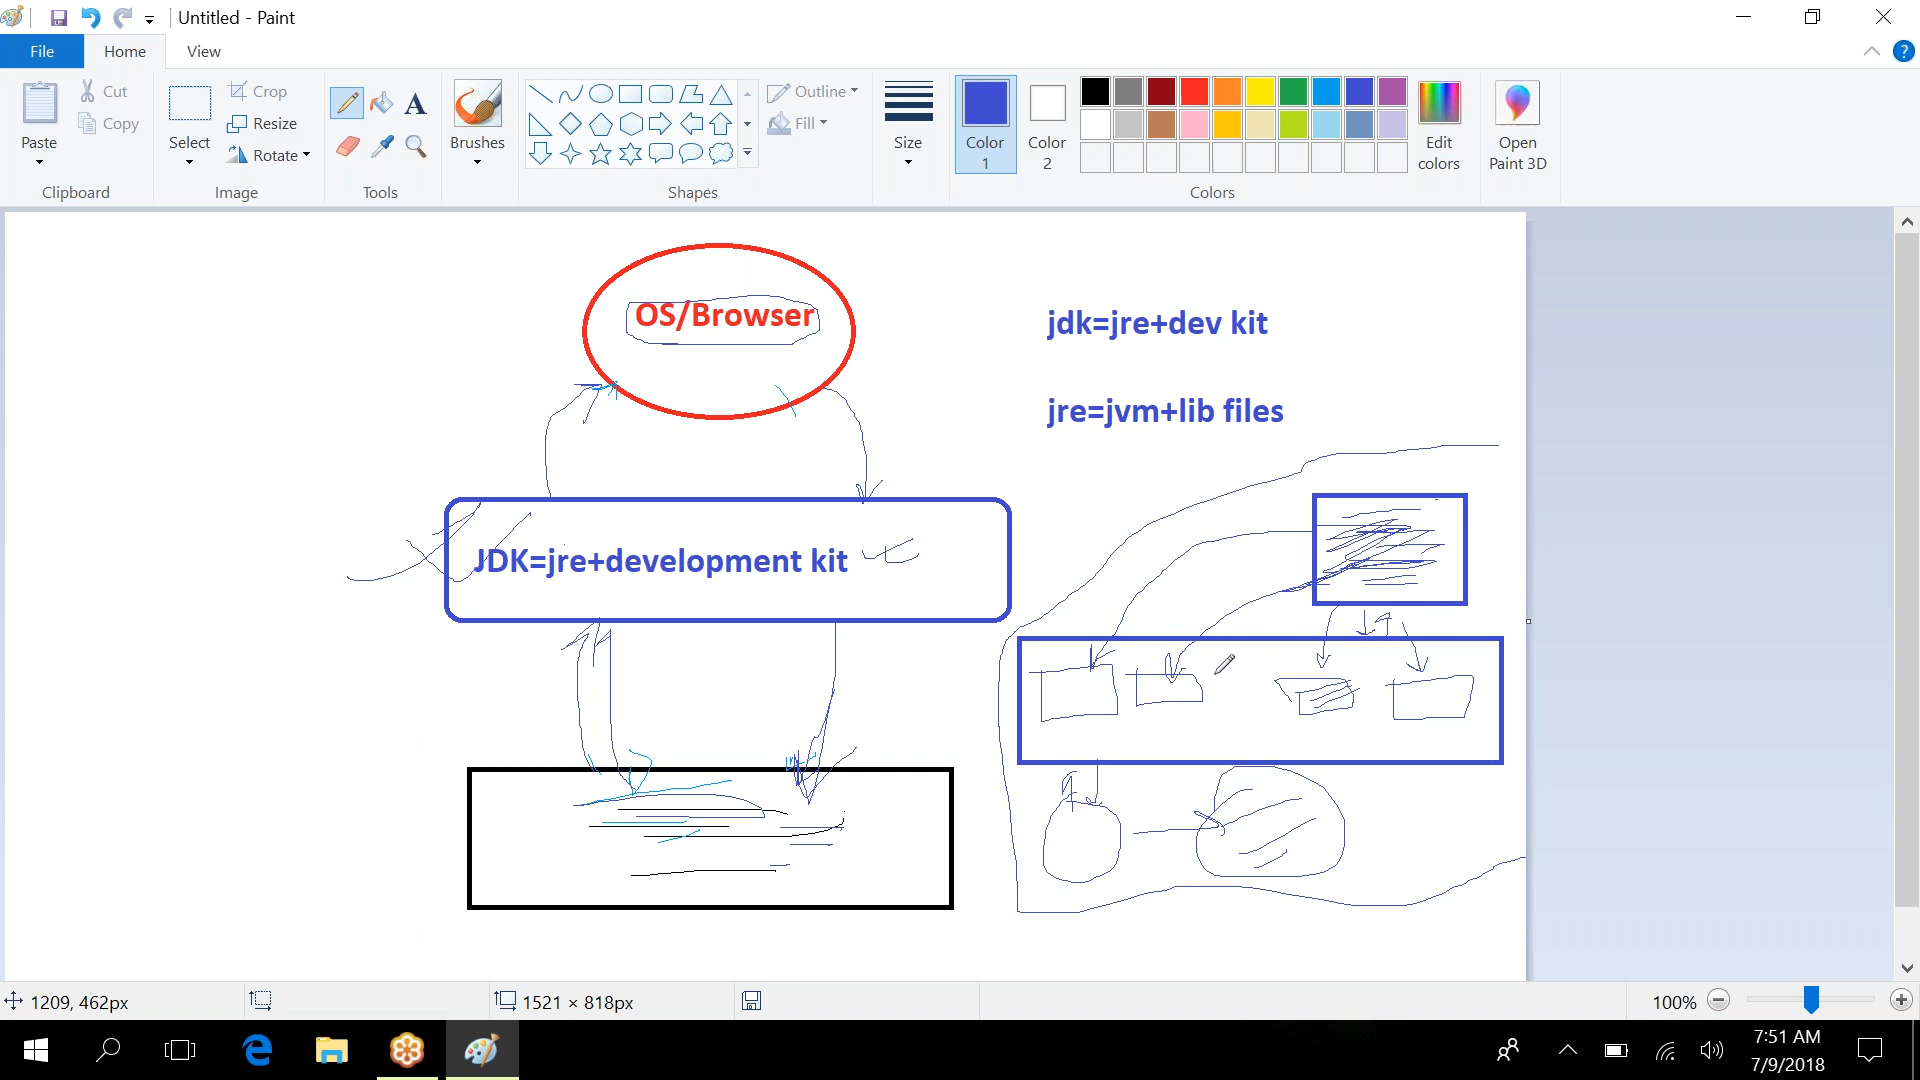 Untitled - Paint
File
Home
View
Paste
Cut
Copy
Clipboard
Select
Crop
Resize
Rotate
Image
Tools
Brushes
Outline
Fill
Shapes
Size
Color
1
Color
2
Edit
colors
Colors
Open
Paint 3D
OS/Browser
jdk=jre+dev kit
jre=jvm+lib files
JDK=jre+development kit
1209, 462px
1521 × 818px
100%
7:51 AM
7/9/2018